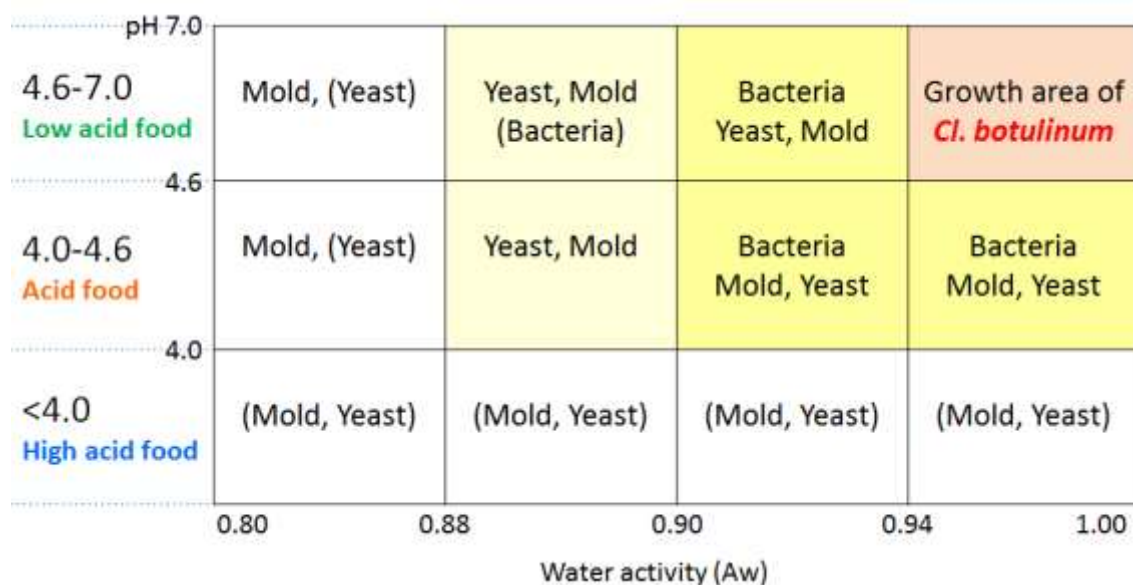 pH 7.0
4.6-7.0
Low acid food
Mold, (Yeast)
Yeast, Mold
(Bacteria)
Bacteria
Yeast, Mold
Growth area of
Cl. botulinum
4.6
4.0-4.6
Acid food
Mold, (Yeast)
Yeast, Mold
Bacteria
Mold, Yeast
Bacteria
Mold, Yeast
4.0
<4.0
High acid food
(Mold, Yeast)
(Mold, Yeast)
(Mold, Yeast)
(Mold, Yeast)
0.80
0.88
0.90
0.94
1.00
Water activity (Aw)